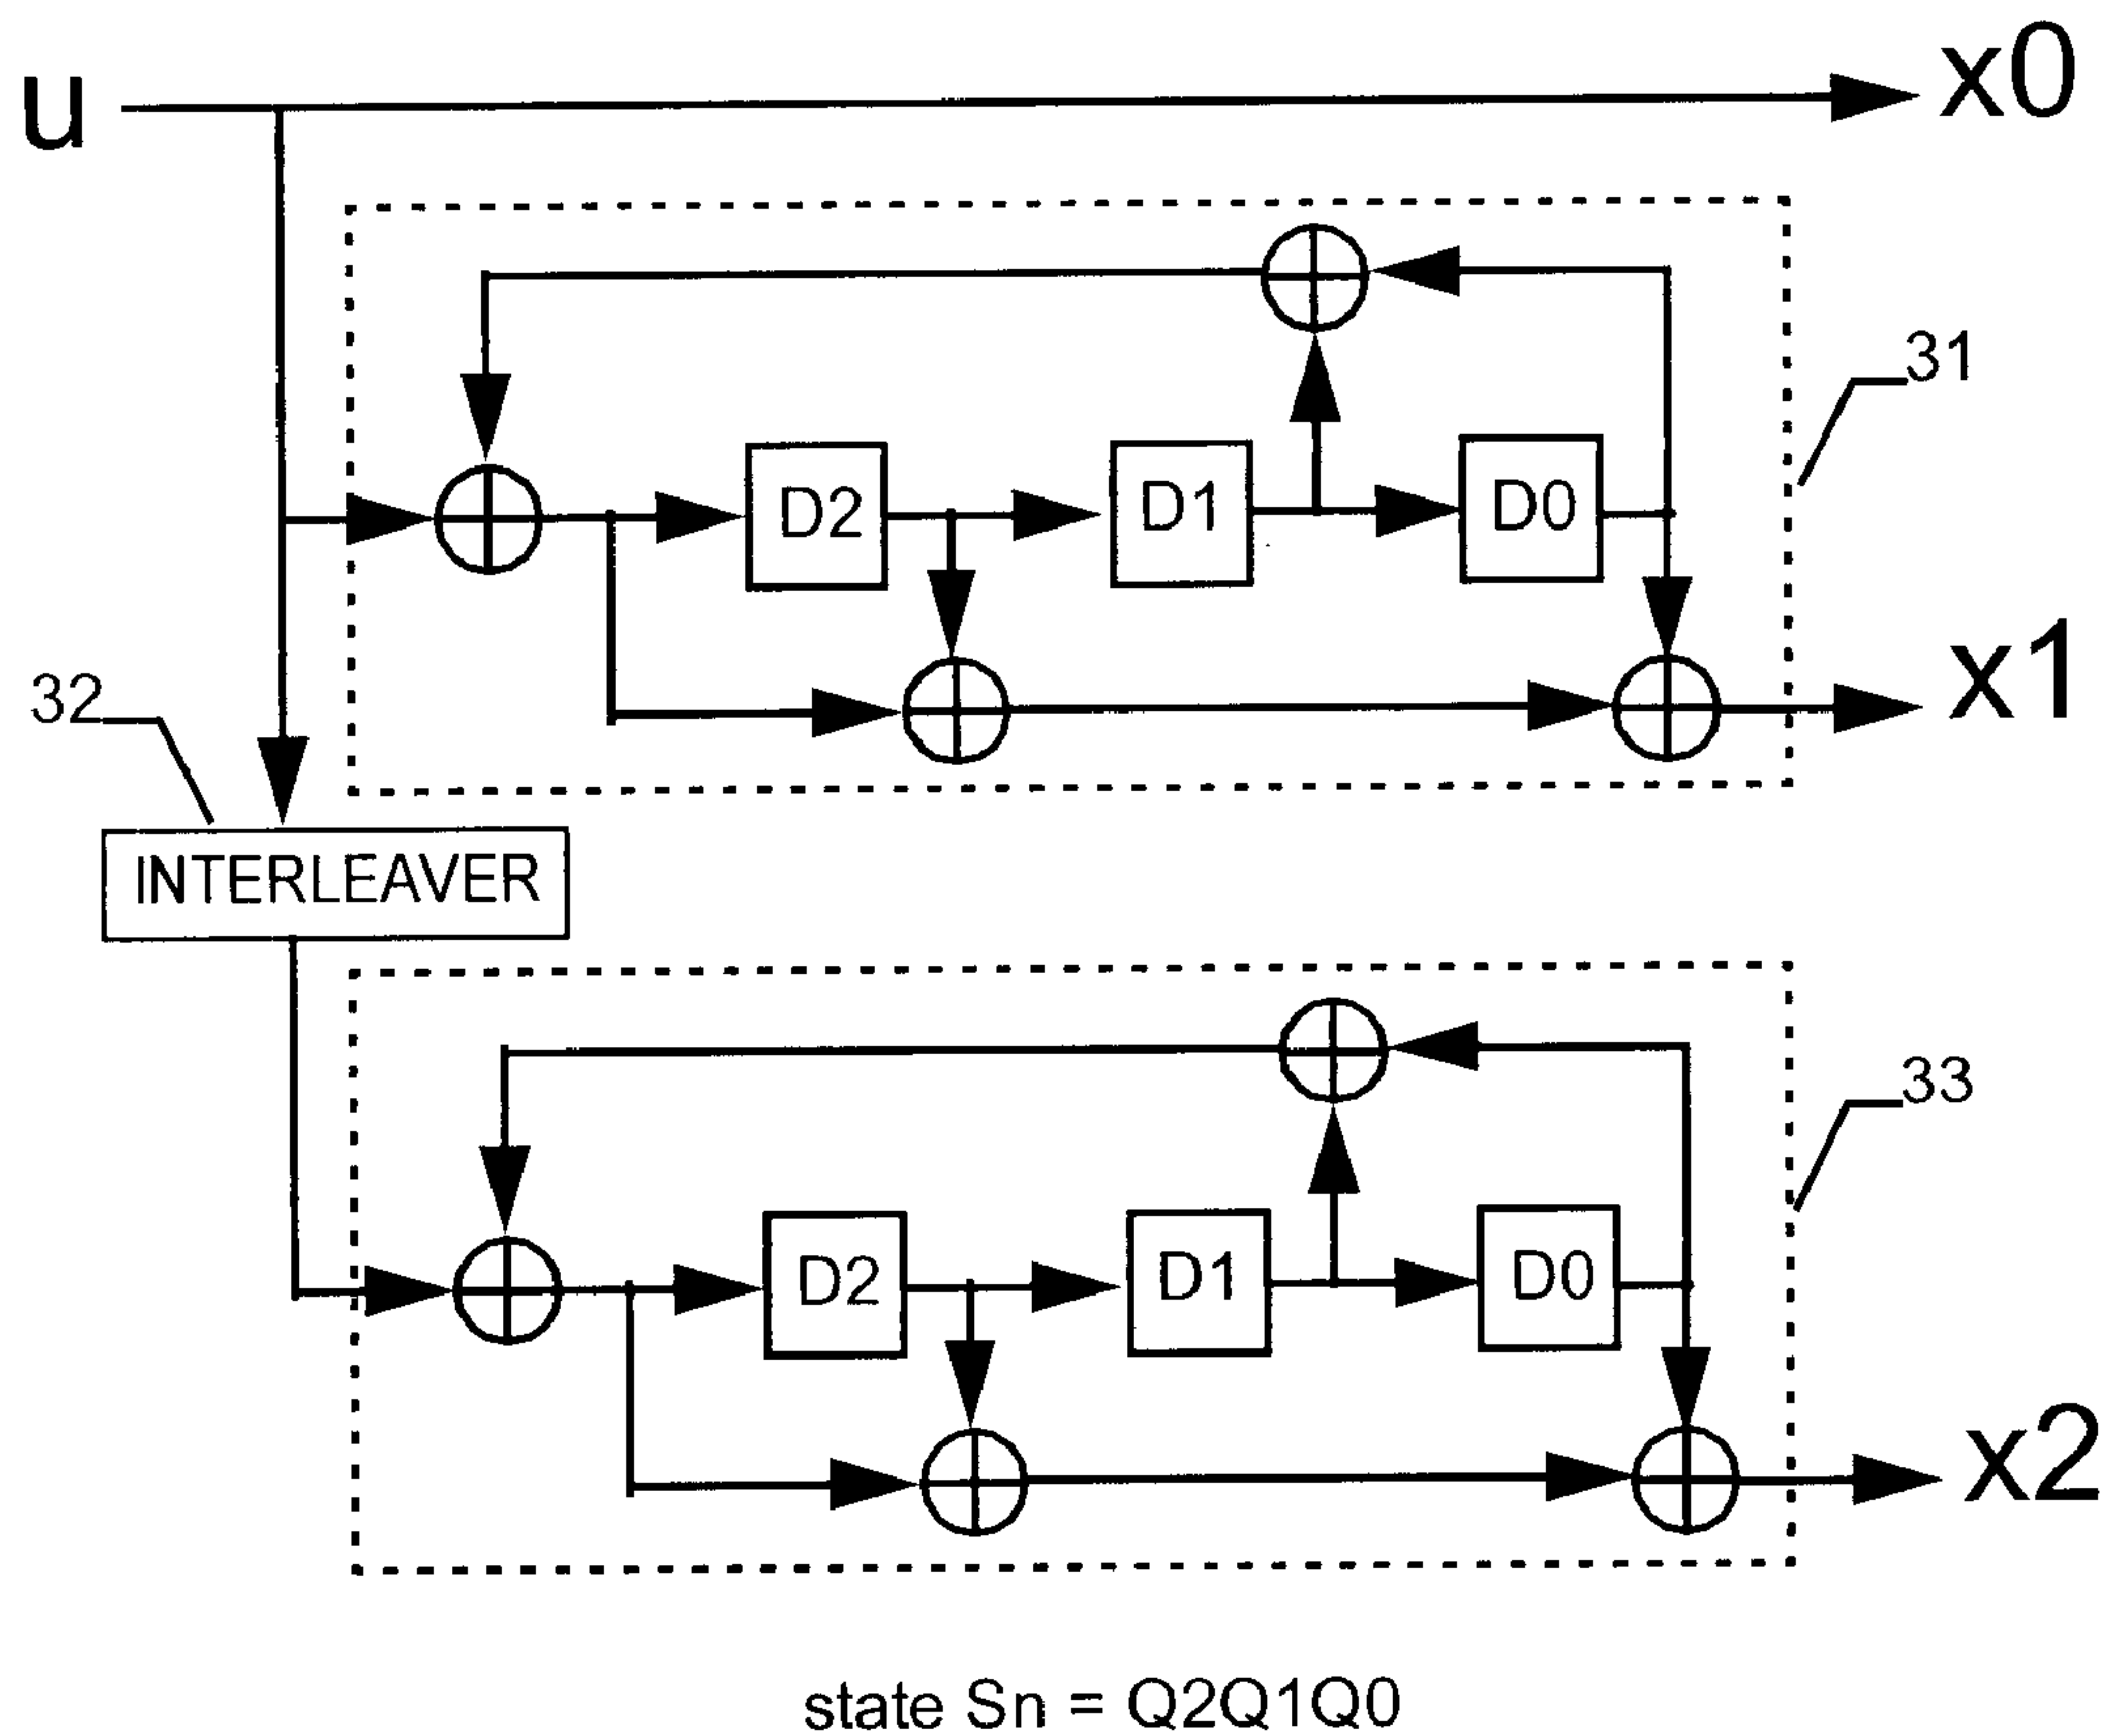 u
x0
31
D2
D1
D0
x1
32
INTERLEAVER
33
D2
D1
D0
x2
state Sn = Q2Q1Q0